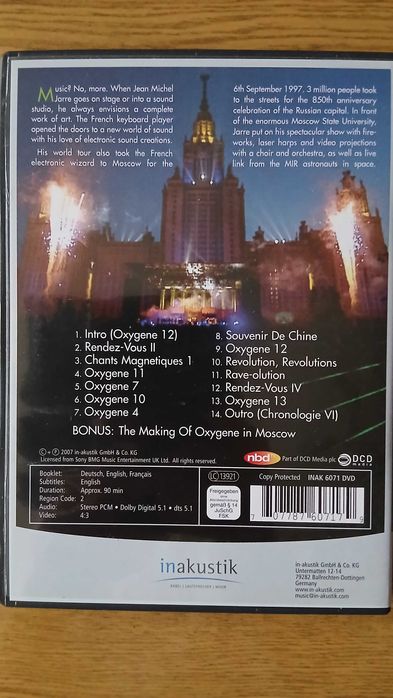 Music? No, more. When Jean Michel
Jarre goes on stage or into a sound
studio, he always envisions a complete
work of art. The French keyboard player
opened the doors to a new world of sound
with his love of electronic sound creations.
His world tour also took the French
electronic wizard to Moscow for the
6th September 1997. 3 million people took
to the streets for the 850th anniversary
celebration of the Russian capital. In front
of the enormous Moscow State University,
Jarre put on his spectacular show with fire-
works, laser harps and video projections
with a choir and orchestra, as well as live
link from the MIR astronauts in space.
1. Intro (Oxygene 12)
2. Rendez-Vous II
3. Chants Magnetiques 1
4. Oxygene 11
5. Oxygene 7
6. Oxygene 10
7. Oxygene 4
8. Souvenir De Chine
9. Oxygene 12
10. Revolution, Revolutions
11. Rave-olution
12. Rendez-Vous IV
13. Oxygene 13
14. Outro (Chronologie VI)
BONUS: The Making Of Oxygene in Moscow
© + ℗ 2007 in-akustik GmbH & Co. KG
Licensed from Sony BMG Music Entertainment UK Ltd. All rights reserved.
nbd
Part of DCD Media plc
DCD
media
Booklet: Deutsch, English, Français
Subtitles: English
Duration: Approx. 90 min
Region Code: 2
Audio: Stereo PCM • Dolby Digital 5.1 • dts 5.1
Video: 4:3
LC 13921
Freigegeben
ohne
Altersbeschränkung
gemäß §14
JuSchG
FSK
Copy Protected INAK 6071 DVD
7 07787 60717
inakustik
in-akustik GmbH & Co. KG
Untermatten 12-14
79282 Ballrechten-Dottingen
Germany
www.in-akustik.com
music@in-akustik.com